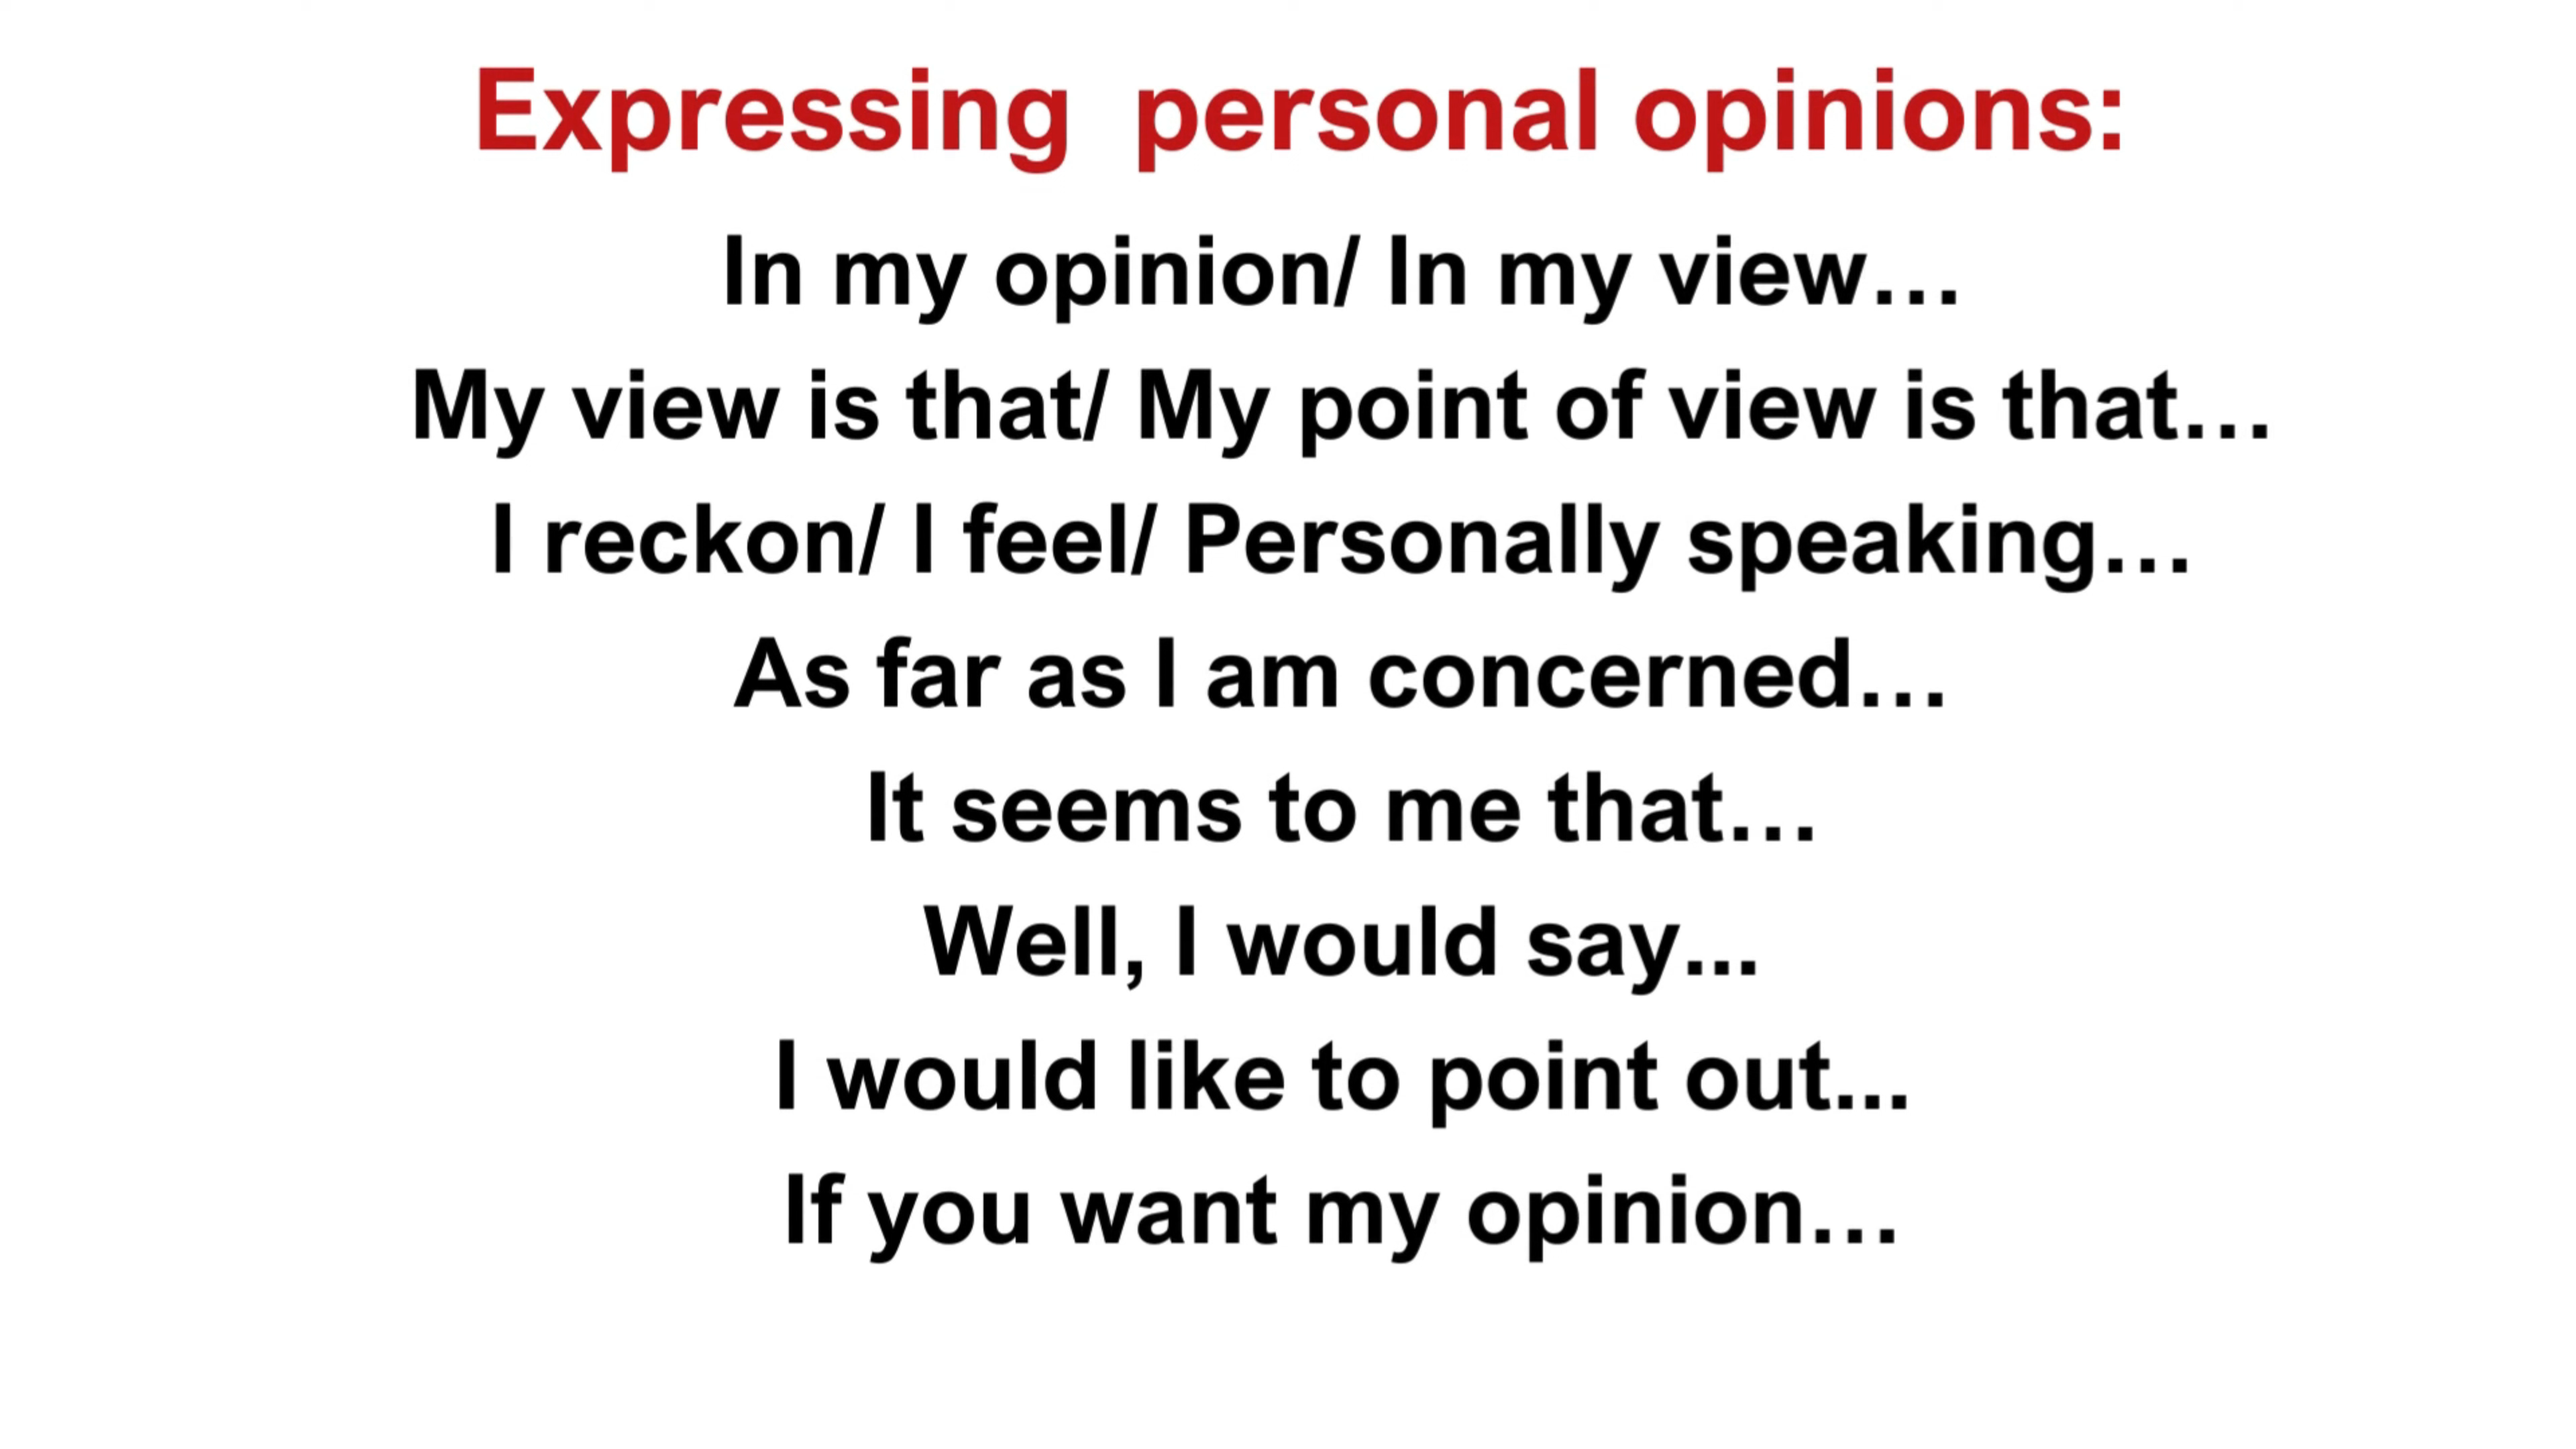 Expressing personal opinions:
In my opinion/ In my view…
My view is that/ My point of view is that…
I reckon/ I feel/ Personally speaking…
As far as I am concerned…
It seems to me that…
Well, I would say...
I would like to point out...
If you want my opinion…